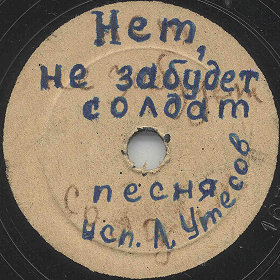 Нет,
не забудет
солдат
песня
исп. Л. Утесов